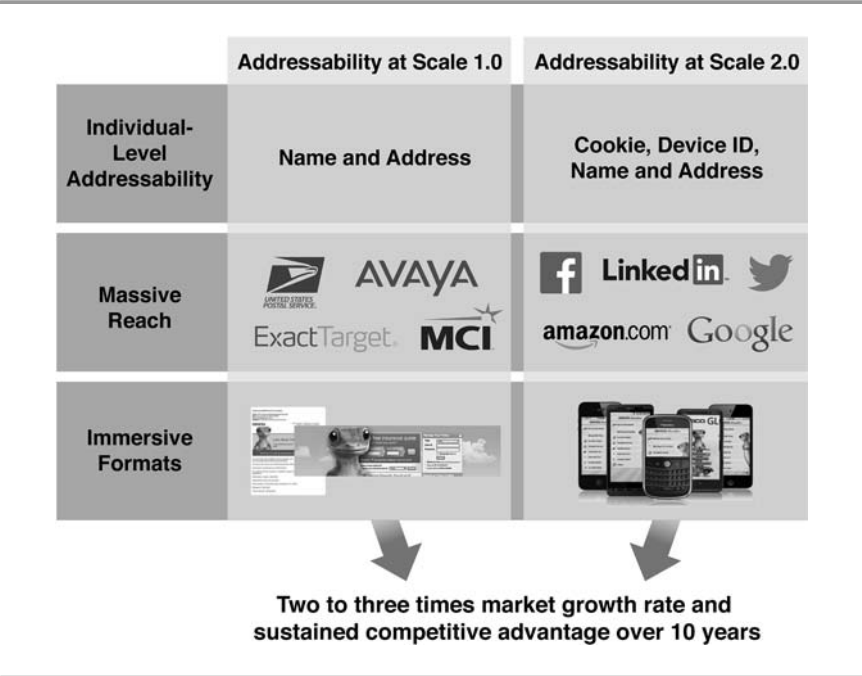 Addressability at Scale 1.0
Addressability at Scale 2.0
Individual-
Level
Addressability
Name and Address
Cookie, Device ID,
Name and Address
Massive
Reach
UNITED STATES
POSTAL SERVICE.
AVAYA
ExactTarget.
MCI
f
Linked in.
amazon.com
Google
Immersive
Formats
Two to three times market growth rate and
sustained competitive advantage over 10 years